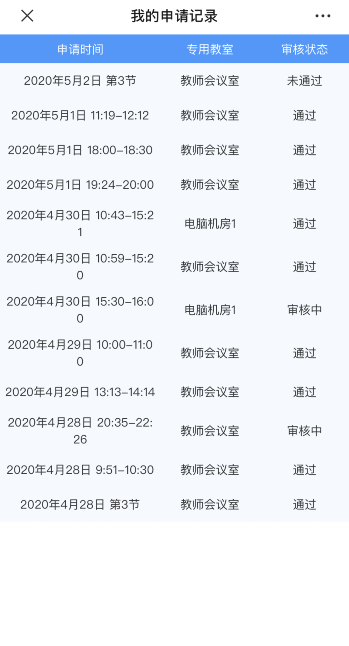 我的申请记录
申请时间 专用教室 审核状态
2020年5月2日 第3节 教师会议室 未通过
2020年5月1日 11:19-12:12 教师会议室 通过
2020年5月1日 18:00-18:30 教师会议室 通过
2020年5月1日 19:24-20:00 教师会议室 通过
2020年4月30日 10:43-15:2
1 电脑机房1 通过
2020年4月30日 10:59-15:2
0 教师会议室 通过
2020年4月30日 15:30-16:0
0 电脑机房1 审核中
2020年4月29日 10:00-11:0
0 教师会议室 通过
2020年4月29日 13:13-14:14 教师会议室 通过
2020年4月28日 20:35-22:
26 教师会议室 审核中
2020年4月28日 9:51-10:30 教师会议室 通过
2020年4月28日 第3节 教师会议室 通过